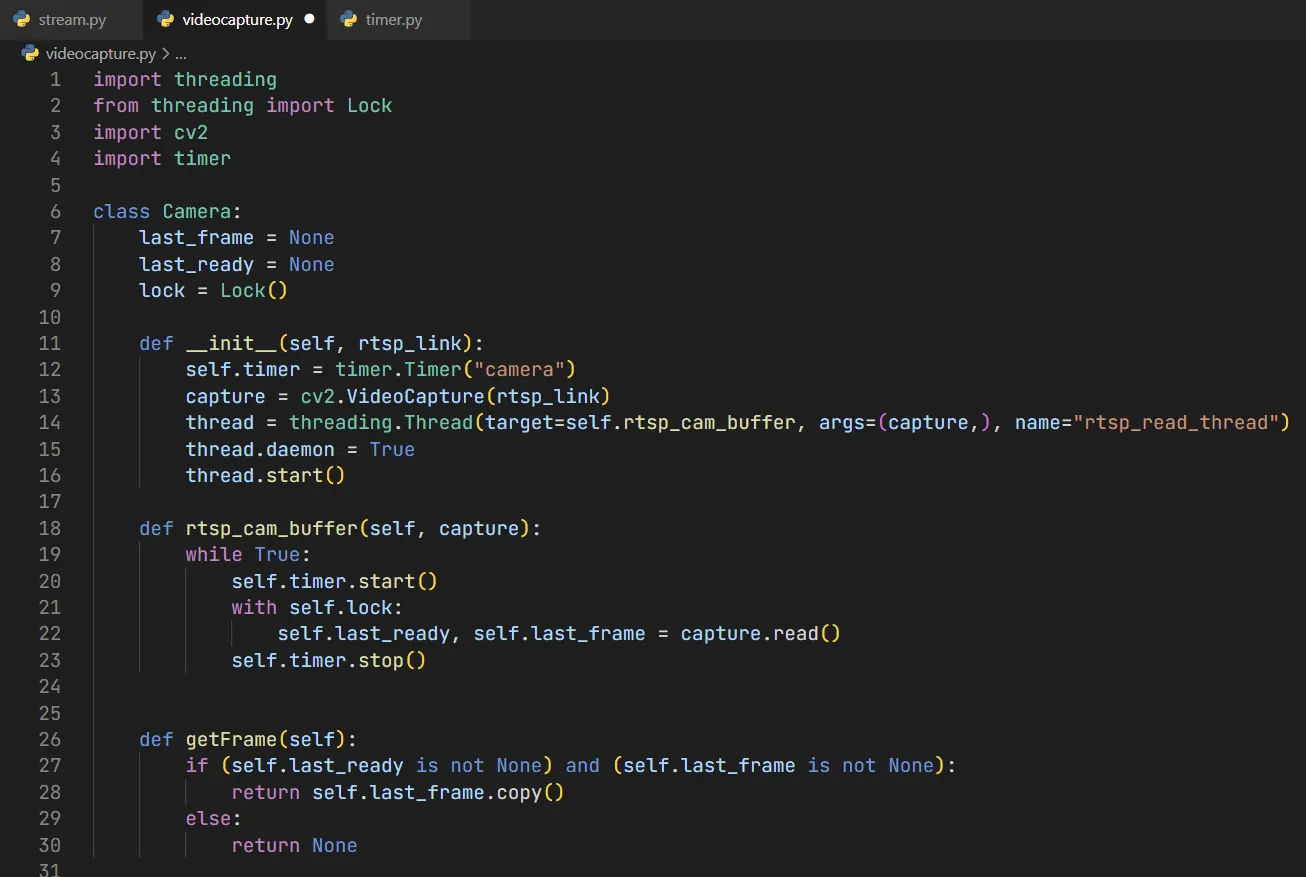 stream.py videocapture.py timer.py
videocapture.py > ...
1 import threading
2 from threading import Lock
3 import cv2
4 import timer
5
6 class Camera:
7     last_frame = None
8     last_ready = None
9     lock = Lock()
10
11     def __init__(self, rtsp_link):
12         self.timer = timer.Timer("camera")
13         capture = cv2.VideoCapture(rtsp_link)
14         thread = threading.Thread(target=self.rtsp_cam_buffer, args=(capture,), name="rtsp_read_thread")
15         thread.daemon = True
16         thread.start()
17
18     def rtsp_cam_buffer(self, capture):
19         while True:
20             self.timer.start()
21             with self.lock:
22                 self.last_ready, self.last_frame = capture.read()
23             self.timer.stop()
24
25
26     def getFrame(self):
27         if (self.last_ready is not None) and (self.last_frame is not None):
28             return self.last_frame.copy()
29         else:
30             return None
31